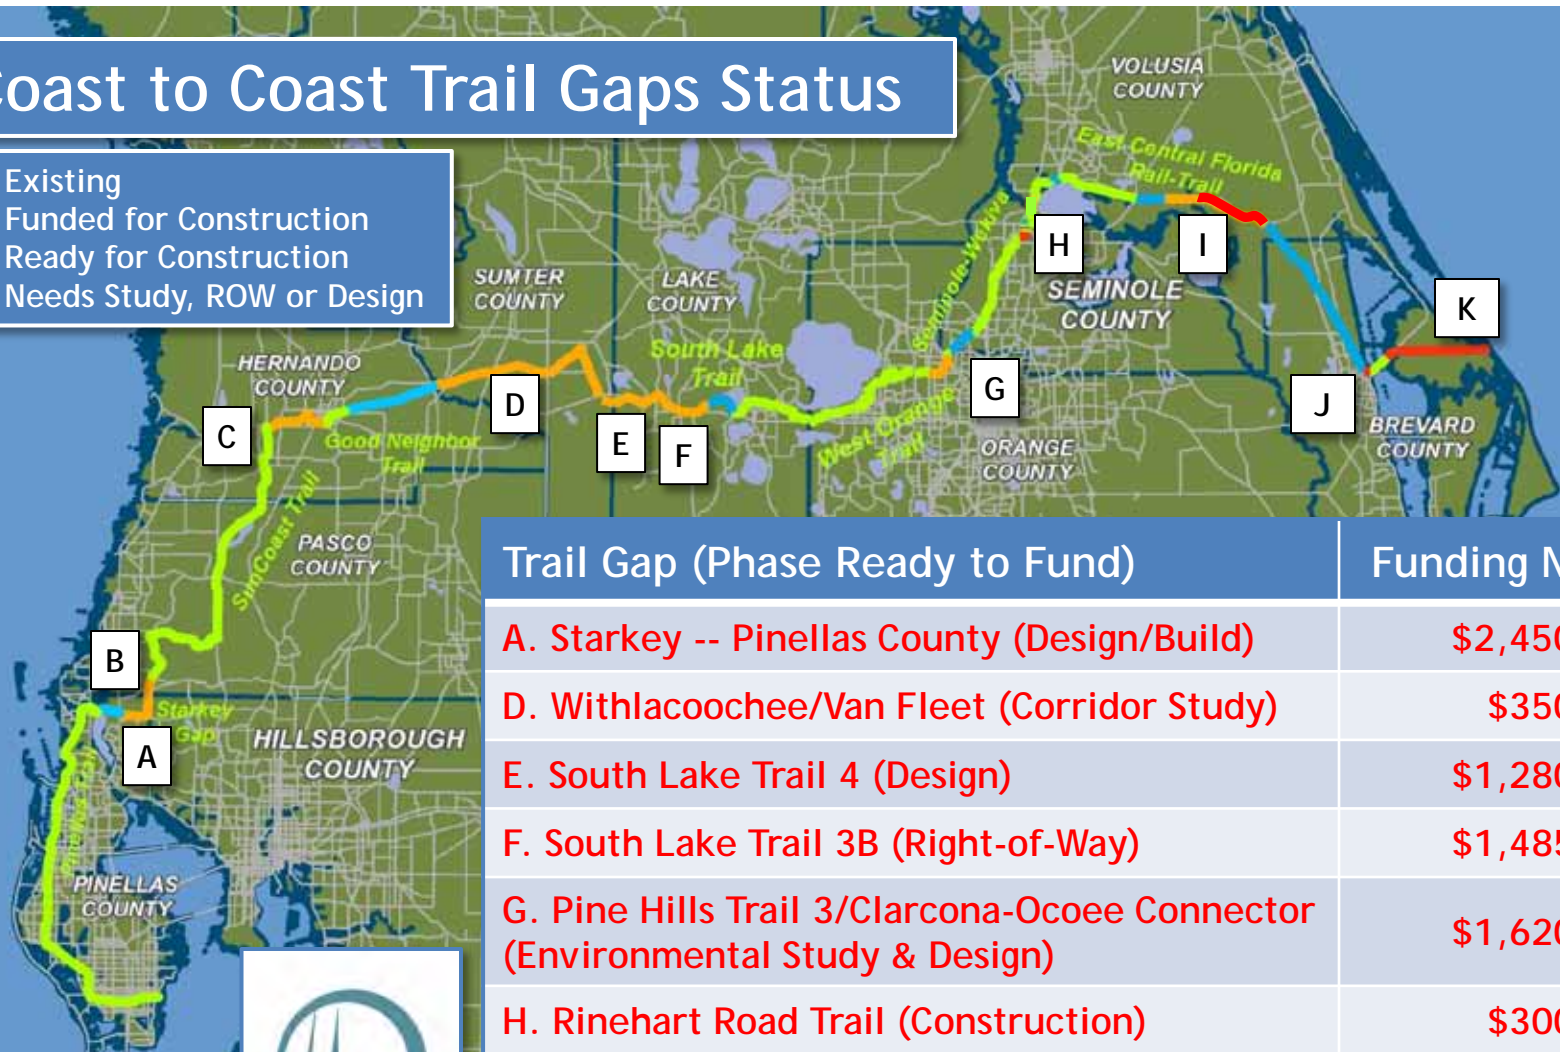 oast to Coast Trail Gaps Status
Existing
Funded for Construction
Ready for Construction
Needs Study, ROW or Design
VOLUSIA
COUNTY
East Central Florida
Rail-Trail
H
I
SEMINOLE
COUNTY
Seminole-Wekiva
K
SUMTER
COUNTY
LAKE
COUNTY
South Lake
Trail
HERNANDO
COUNTY
C
Good Neighbor
Trail
D
E
F
G
West Orange
Trail
ORANGE
COUNTY
J
BREVARD
COUNTY
SunCoast Trail
PASCO
COUNTY
B
Starkey
Gap
A
HILLSBOROUGH
COUNTY
Pinellas Trail
PINELLAS
COUNTY
Trail Gap (Phase Ready to Fund) Funding N
A. Starkey -- Pinellas County (Design/Build) $2,450
D. Withlacoochee/Van Fleet (Corridor Study) $350
E. South Lake Trail 4 (Design) $1,280
F. South Lake Trail 3B (Right-of-Way) $1,485
G. Pine Hills Trail 3/Clarcona-Ocoee Connector
(Environmental Study & Design) $1,620
H. Rinehart Road Trail (Construction) $300